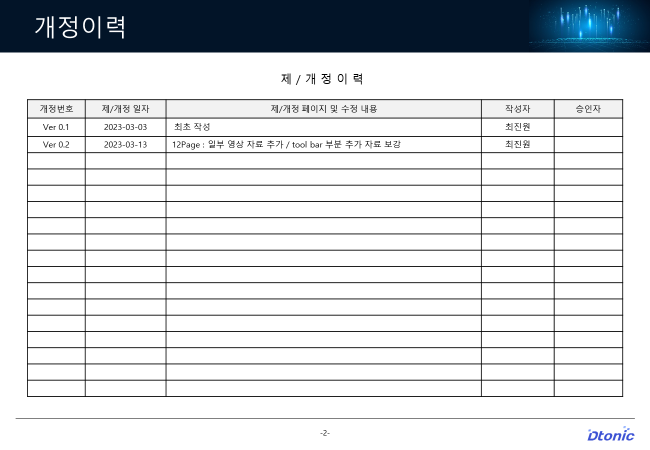 개정이력
제 / 개 정 이 력
개정번호 제/개정 일자 제/개정 페이지 및 수정 내용 작성자 승인자
Ver 0.1 2023-03-03 최초 작성 최진원
Ver 0.2 2023-03-13 12Page : 일부 영상 자료 추가 / tool bar 부분 추가 자료 보강 최진원
-2-
Dtonic